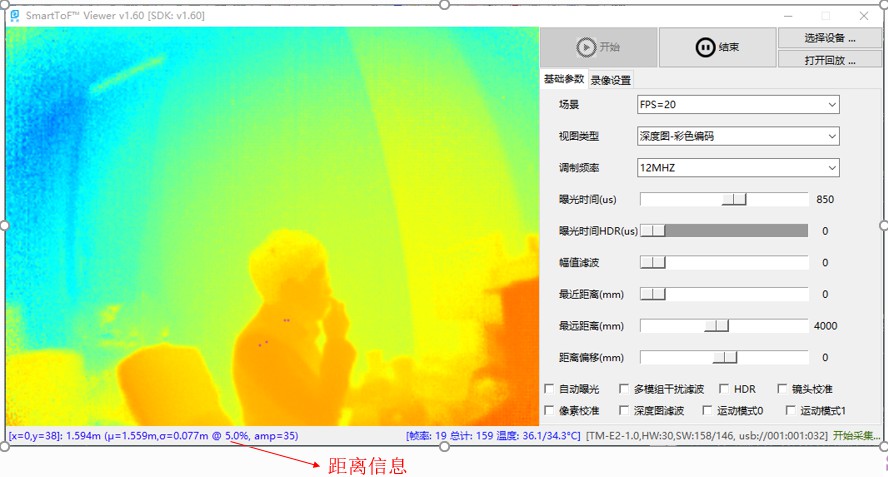 SmartToF™ Viewer v1.60 [SDK: v1.60]
开始
结束
选择设备 ...
打开回放 ...
基础参数 录像设置
场景 FPS=20
视图类型 深度图-彩色编码
调制频率 12MHZ
曝光时间(us) 850
曝光时间HDR(us) 0
幅值滤波 0
最近距离(mm) 0
最远距离(mm) 4000
距离偏移(mm) 0
自动曝光 多模组干扰滤波 HDR 镜头校准
像素校准 深度图滤波 运动模式0 运动模式1
[x=0,y=38]: 1.594m (μ=1.559m,σ=0.077m @ 5.0%, amp=35) [帧率: 19 总计: 159 温度: 36.1/34.3°C] [TM-E2-1.0,HW:30,SW:158/146, usb://001:001:032] 开始采集...
距离信息